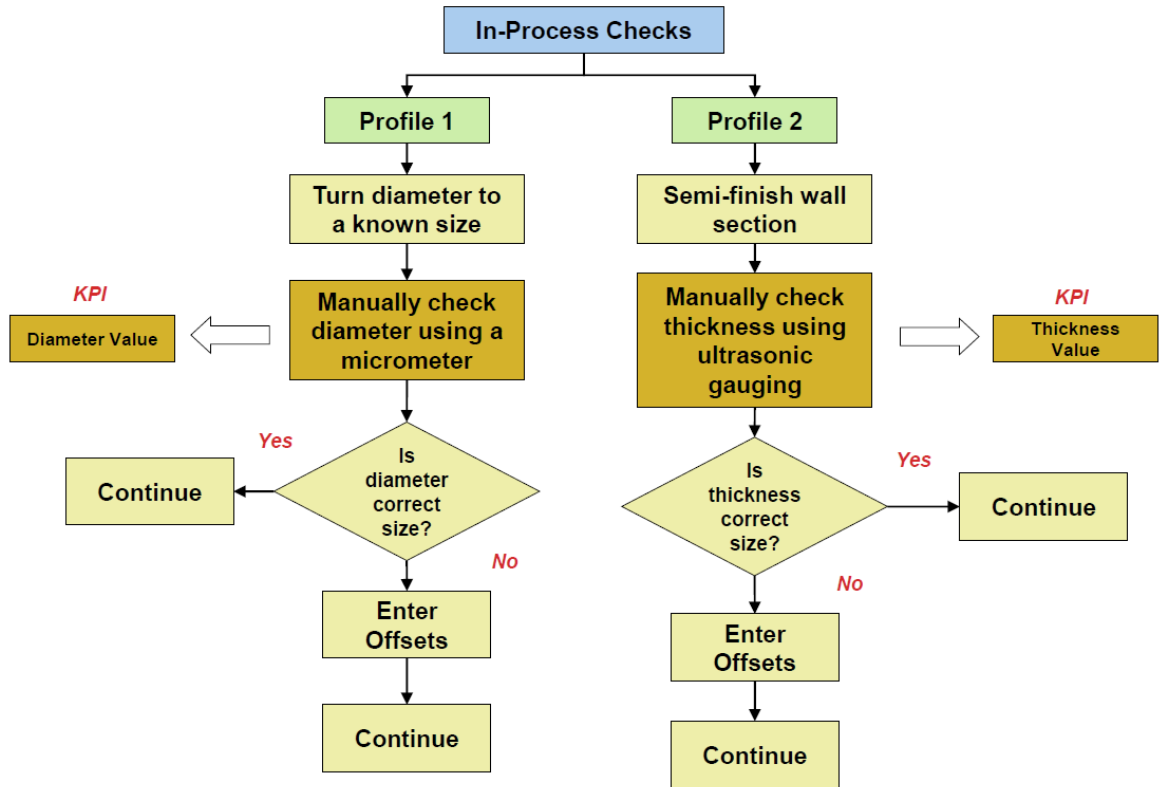 In-Process Checks
Profile 1
Profile 2
Turn diameter to
a known size
Semi-finish wall
section
KPI
Diameter Value
Manually check
diameter using a
micrometer
Manually check
thickness using
ultrasonic
gauging
KPI
Thickness
Value
Yes
Continue
Is
diameter
correct
size?
No
Enter
Offsets
Continue
Is
thickness
correct
size?
Yes
Continue
No
Enter
Offsets
Continue